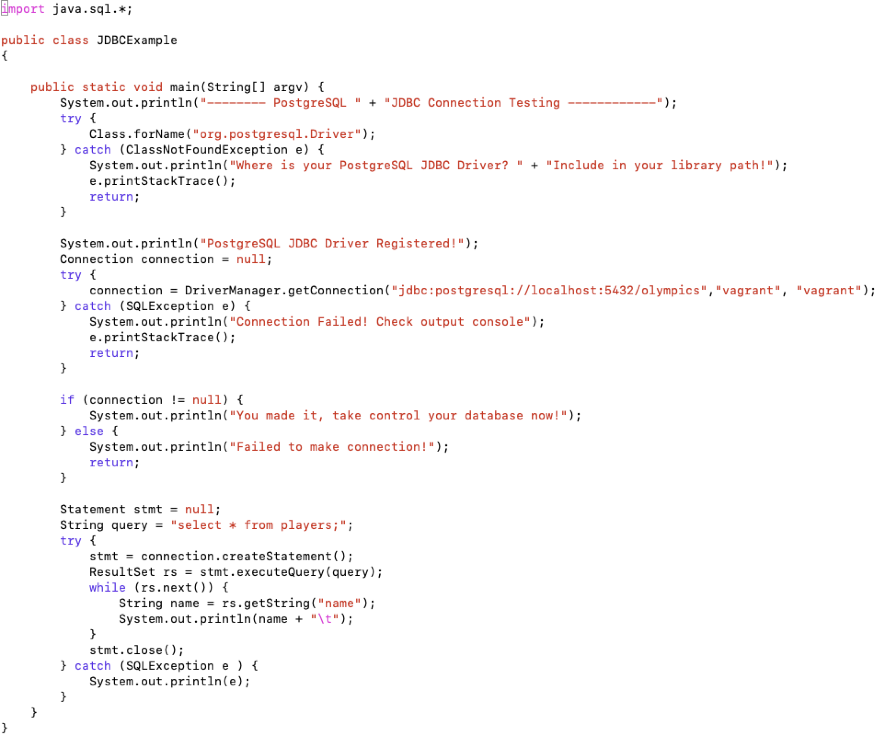 import java.sql.*;
public class JDBCExample
{
public static void main(String[] argv) {
System.out.println("-------- PostgreSQL " + "JDBC Connection Testing ------------");
try {
Class.forName("org.postgresql.Driver");
} catch (ClassNotFoundException e) {
System.out.println("Where is your PostgreSQL JDBC Driver? " + "Include in your library path!");
e.printStackTrace();
return;
}
System.out.println("PostgreSQL JDBC Driver Registered!");
Connection connection = null;
try {
connection = DriverManager.getConnection("jdbc:postgresql://localhost:5432/olympics","vagrant", "vagrant");
} catch (SQLException e) {
System.out.println("Connection Failed! Check output console");
e.printStackTrace();
return;
}
if (connection != null) {
System.out.println("You made it, take control your database now!");
} else {
System.out.println("Failed to make connection!");
return;
}
Statement stmt = null;
String query = "select * from players;";
try {
stmt = connection.createStatement();
ResultSet rs = stmt.executeQuery(query);
while (rs.next()) {
String name = rs.getString("name");
System.out.println(name + "\t");
}
stmt.close();
} catch (SQLException e ) {
System.out.println(e);
}
}
}